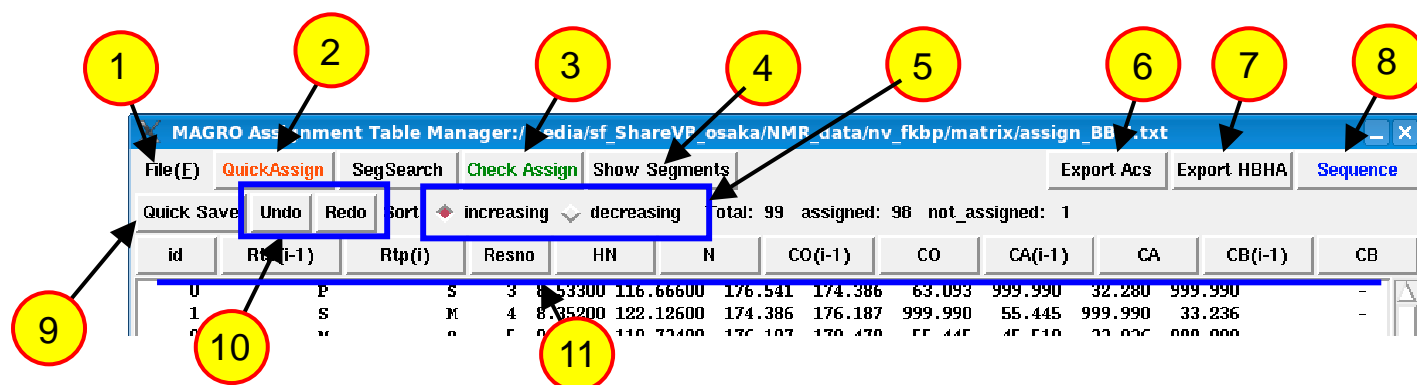 1 2 3 4 5 6 7 8
MAGRO Assignment Table Manager:/ edia/sf_ShareVB_osaka/NMR_data/nv_fkbp/matrix/assign_BB .txt
File(F) QuickAssign SegSearch Check Assign Show Segments Export Acs Export HBHA Sequence
Quick Save Undo Redo Sort increasing decreasing Total: 99 assigned: 98 not_assigned: 1
id (i-1) Rtp(i) Resno HN N CO(i-1) CO CA(i-1) CA CB(i-1) CB
0 P S 3 8.53300 116.66600 176.541 174.386 63.093 999.990 32.280 999.990 -
1 S M 4 8.35200 122.12600 174.386 176.187 999.990 55.445 999.990 33.236 -
9 10 11